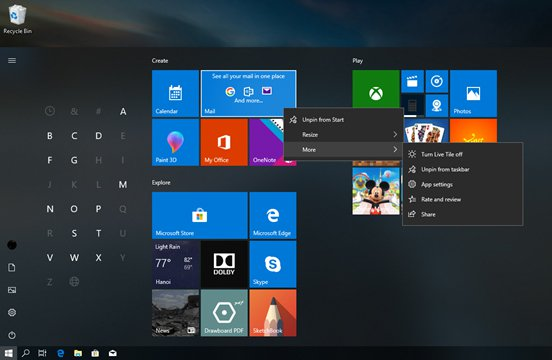 Recycle Bin
Create
Play
& # A
B C D E
F G H I
J K L M
N O P Q
R S T U
V W X Y
Z
See all your mail in one place
And more...
Calendar
Mail
Photos
Unpin from Start
Resize
More
Turn Live Tile off
Unpin from taskbar
App settings
Rate and review
Share
Paint 3D
My Office
OneNote
Explore
Microsoft Store
Microsoft Edge
Light Rain
77°
82°
69°
Hanoi
DOLBY
Skype
News
Drawboard PDF
SketchBook